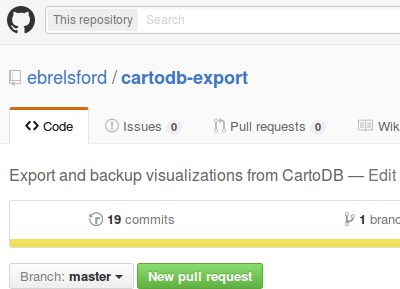 This repository Search
ebrelsford / cartodb-export
Code Issues 0 Pull requests 0 Wik
Export and backup visualizations from CartoDB — Edit
19 commits 1 branc
Branch: master New pull request